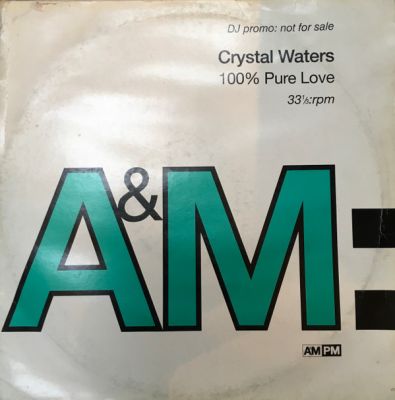 DJ promo: not for sale
Crystal Waters
100% Pure Love
33⅓:rpm
A&M:
AM PM